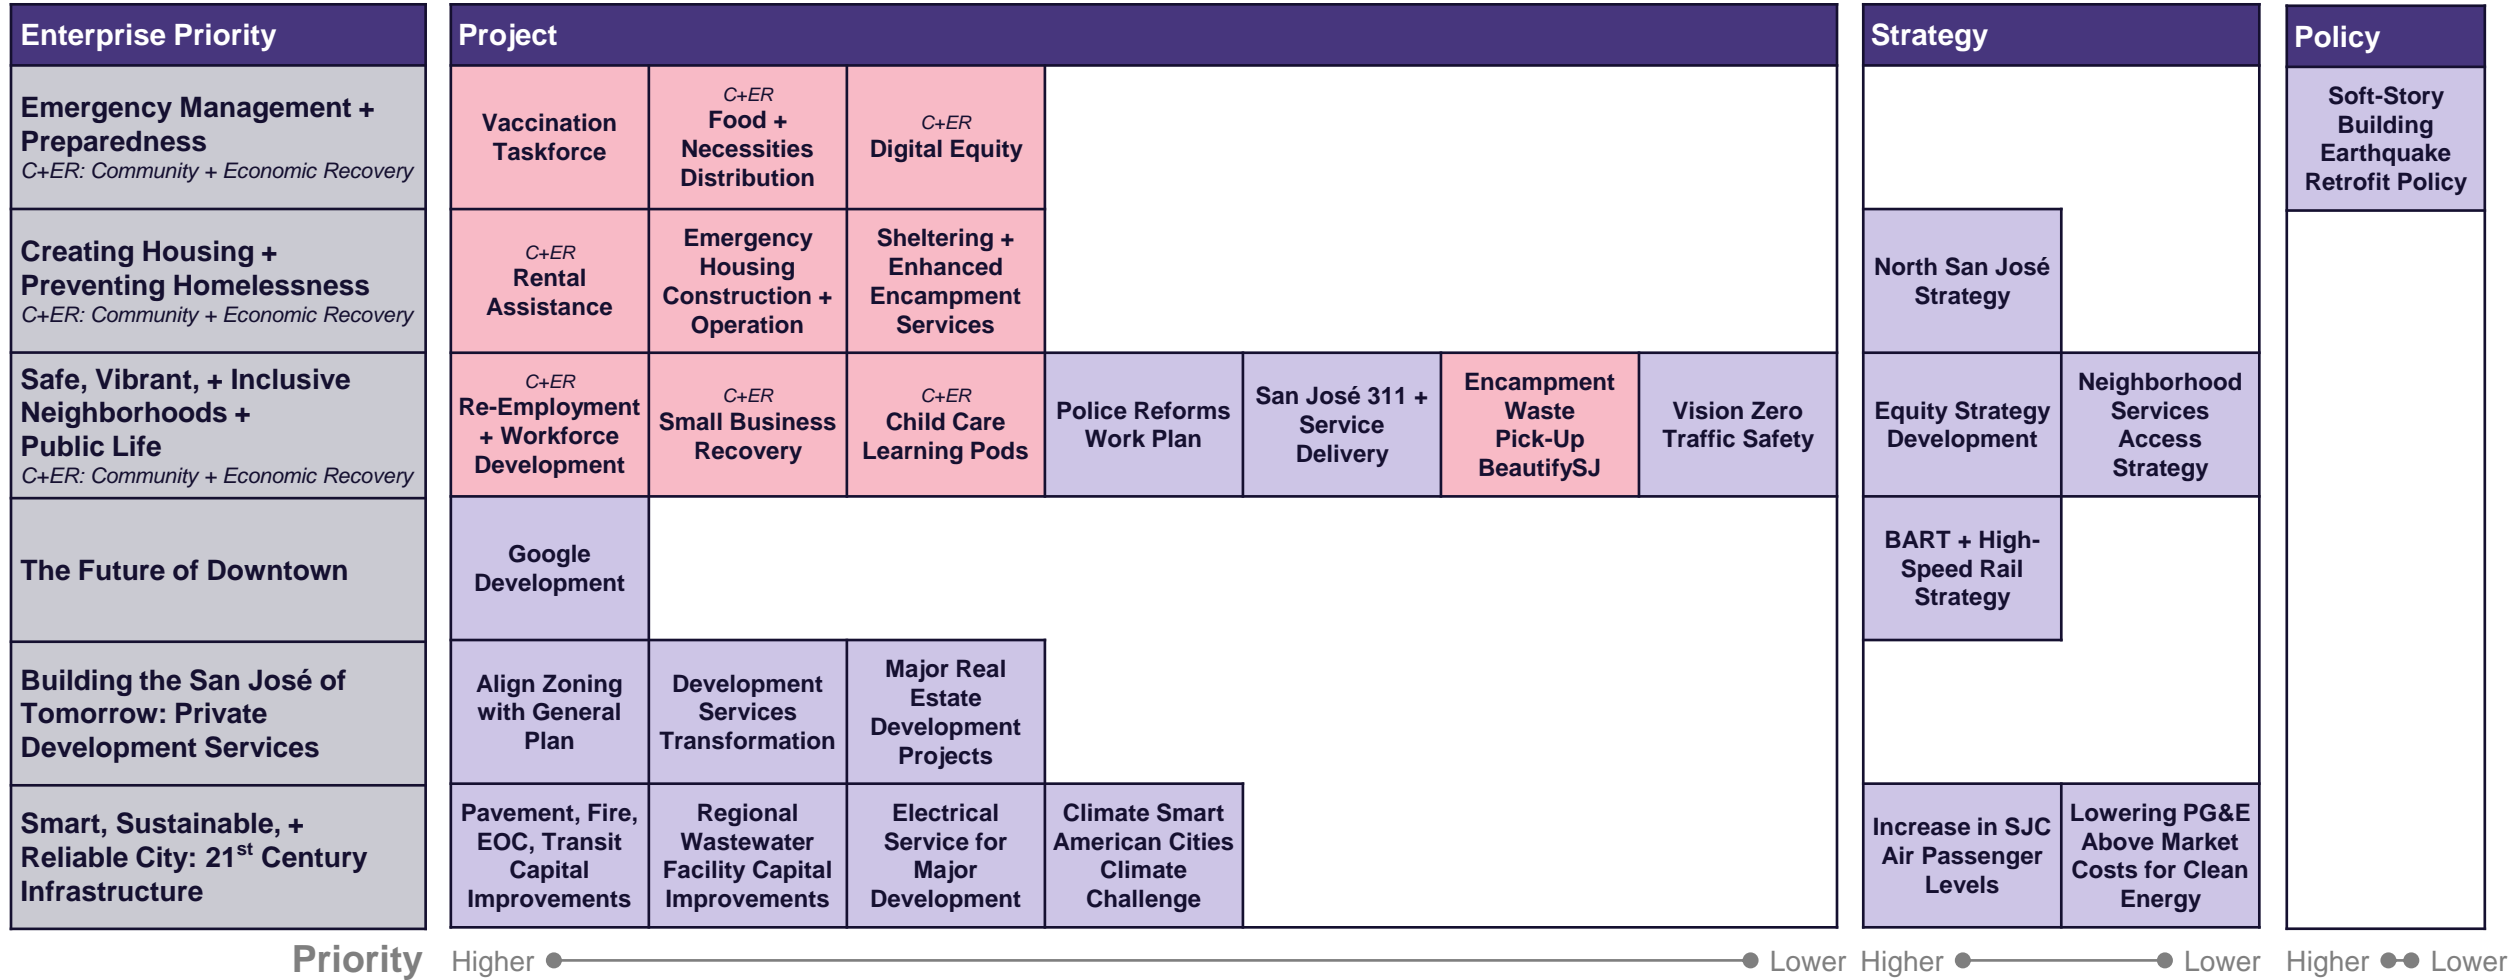 Enterprise Priority
Project
Strategy
Policy
Emergency Management +
Preparedness
C+ER: Community + Economic Recovery
Vaccination
Taskforce
C+ER
Food +
Necessities
Distribution
C+ER
Digital Equity
Soft-Story
Building
Earthquake
Retrofit Policy
Creating Housing +
Preventing Homelessness
C+ER: Community + Economic Recovery
C+ER
Rental
Assistance
Emergency
Housing
Construction +
Operation
Sheltering +
Enhanced
Encampment
Services
North San José
Strategy
Safe, Vibrant, + Inclusive
Neighborhoods +
Public Life
C+ER: Community + Economic Recovery
C+ER
Re-Employment
+ Workforce
Development
C+ER
Small Business
Recovery
C+ER
Child Care
Learning Pods
Police Reforms
Work Plan
San José 311 +
Service
Delivery
Encampment
Waste
Pick-Up
BeautifySJ
Vision Zero
Traffic Safety
Equity Strategy
Development
Neighborhood
Services
Access
Strategy
The Future of Downtown
Google
Development
BART + High-
Speed Rail
Strategy
Building the San José of
Tomorrow: Private
Development Services
Align Zoning
with General
Plan
Development
Services
Transformation
Major Real
Estate
Development
Projects
Smart, Sustainable, +
Reliable City: 21st Century
Infrastructure
Pavement, Fire,
EOC, Transit
Capital
Improvements
Regional
Wastewater
Facility Capital
Improvements
Electrical
Service for
Major
Development
Climate Smart
American Cities
Climate
Challenge
Increase in SJC
Air Passenger
Levels
Lowering PG&E
Above Market
Costs for Clean
Energy
Priority
Higher
Lower
Higher
Lower
Higher
Lower